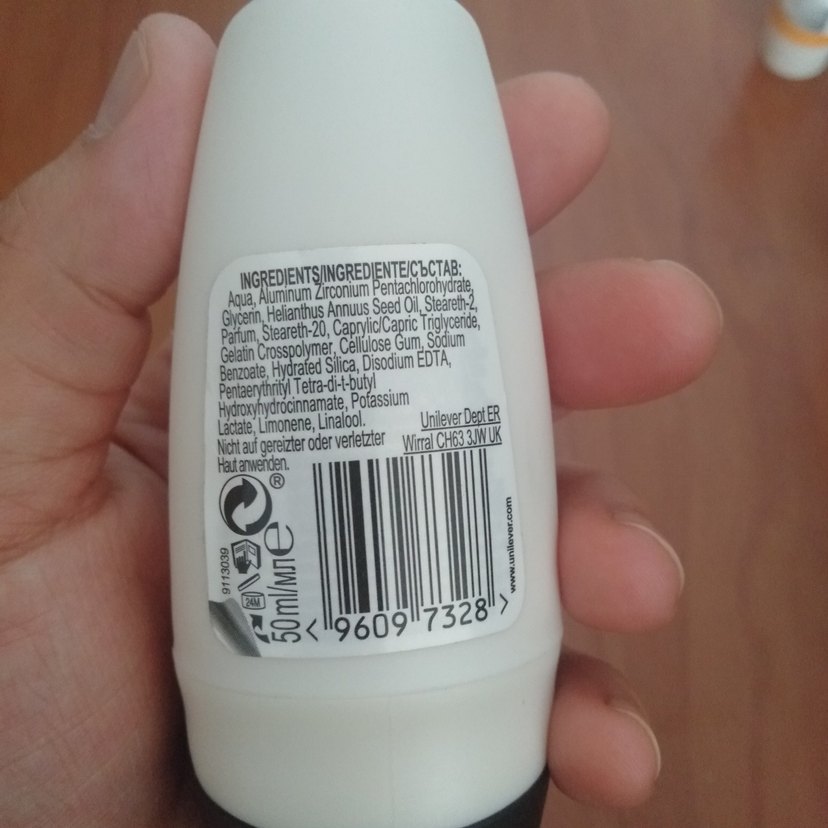 INGREDIENTS/INGREDIENTE/СЪСТАВ:
Aqua, Aluminum Zirconium Pentachlorohydrate,
Glycerin, Helianthus Annuus Seed Oil, Steareth-2,
Parfum, Steareth-20, Caprylic/Capric Triglyceride,
Gelatin Crosspolymer, Cellulose Gum, Sodium
Benzoate, Hydrated Silica, Disodium EDTA,
Pentaerythrityl Tetra-di-t-butyl
Hydroxyhydrocinnamate, Potassium
Lactate, Limonene, Linalool.
Unilever Dept ER
Nicht auf gereizter oder verletzter
Wirral CH63 3JW UK
Haut anwenden.
®
9113039
24M
50ml/мл℮
www.unilever.com
< 9609 7328 >